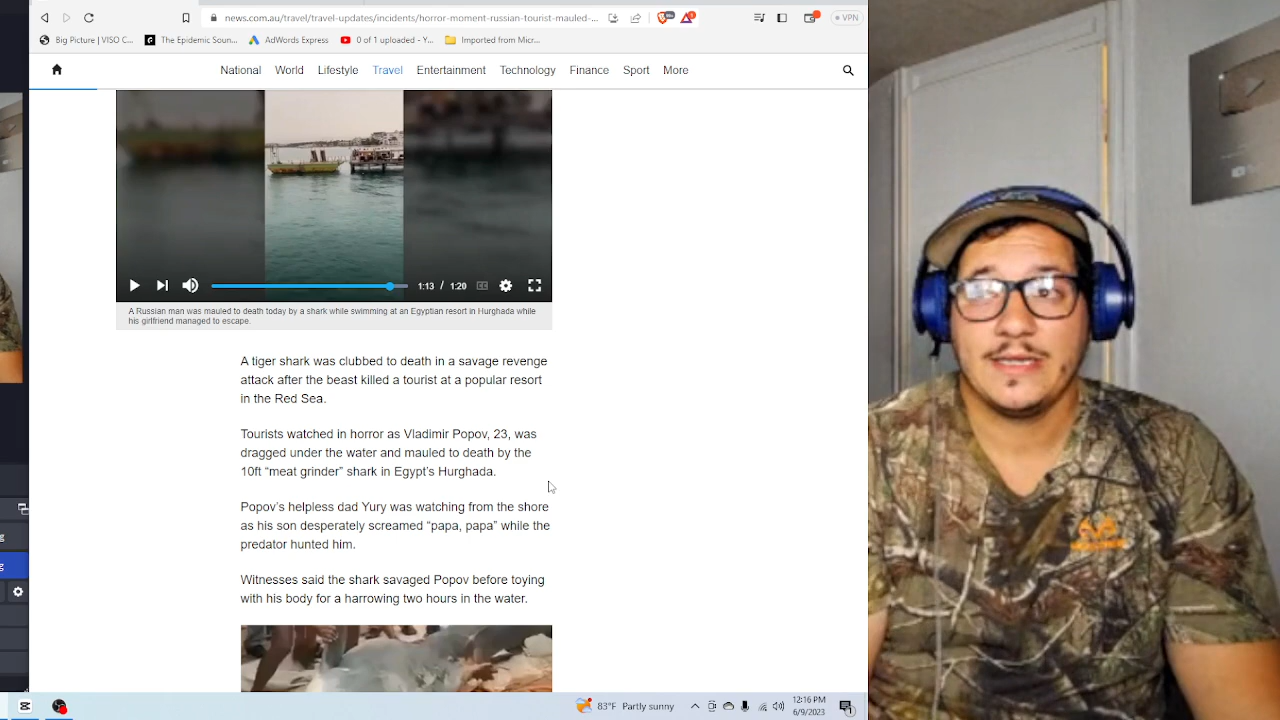 news.com.au/travel/travel-updates/incidents/horror-moment-russian-tourist-mauled-...
VPN
Big Picture | VISO C...
The Epidemic Soun...
AdWords Express
0 of 1 uploaded - Y...
Imported from Micr...
National
World
Lifestyle
Travel
Entertainment
Technology
Finance
Sport
More
1:13 / 1:20
A Russian man was mauled to death today by a shark while swimming at an Egyptian resort in Hurghada while
his girlfriend managed to escape.
A tiger shark was clubbed to death in a savage revenge
attack after the beast killed a tourist at a popular resort
in the Red Sea.
Tourists watched in horror as Vladimir Popov, 23, was
dragged under the water and mauled to death by the
10ft “meat grinder” shark in Egypt’s Hurghada.
Popov’s helpless dad Yury was watching from the shore
as his son desperately screamed “papa, papa” while the
predator hunted him.
Witnesses said the shark savaged Popov before toying
with his body for a harrowing two hours in the water.
83°F Partly sunny
12:16 PM
6/9/2023